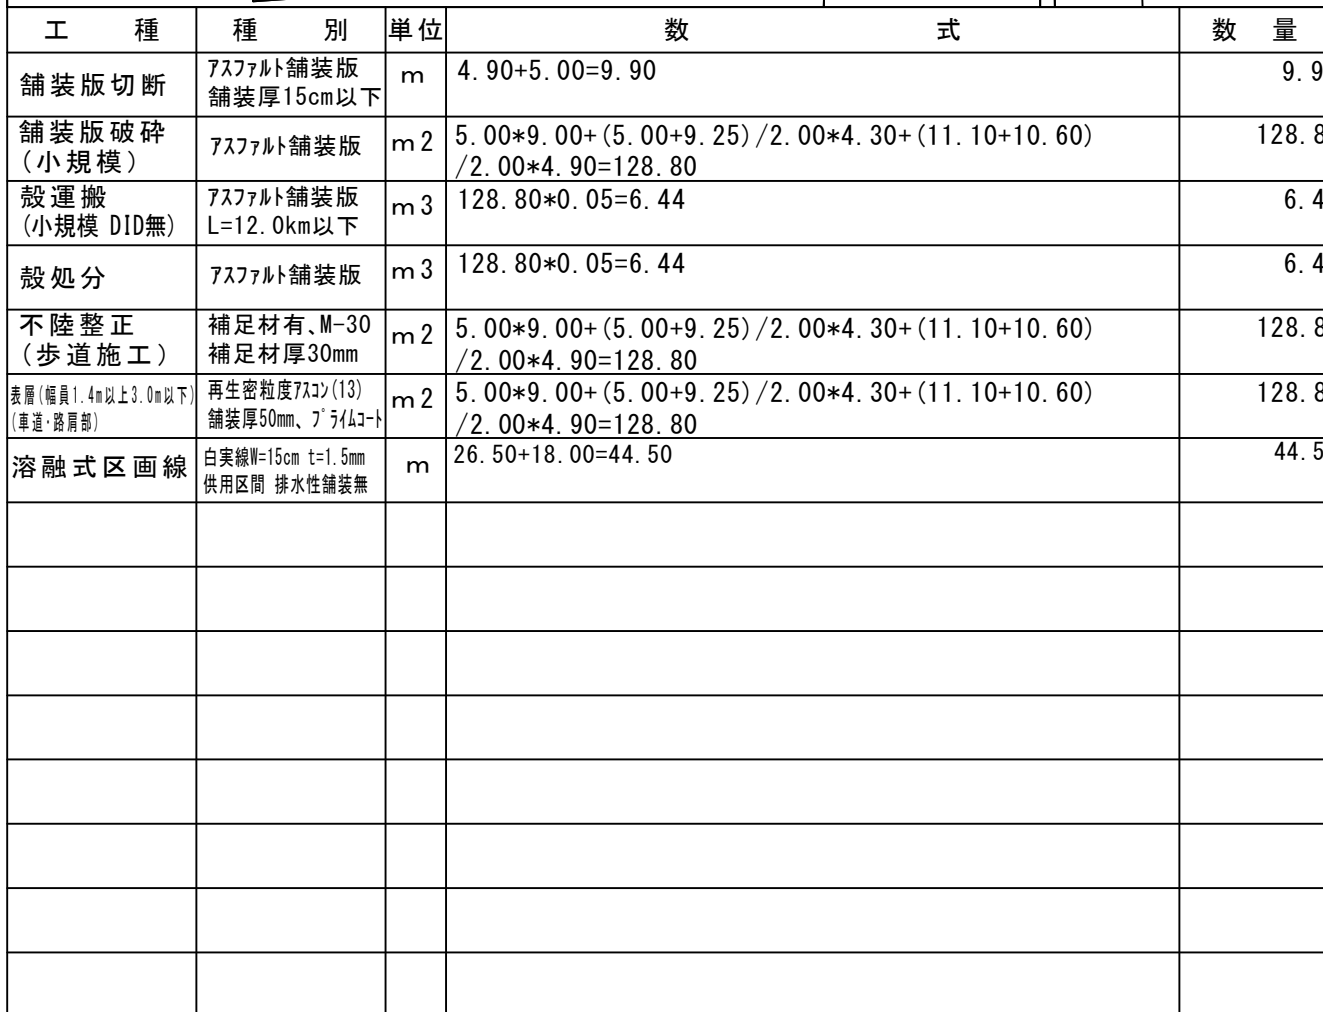 工 種 種 別 単位 数 式 数 量
舗装版切断 ｱｽﾌｧﾙﾄ舗装版 m 4.90+5.00=9.90 9.9
舗装厚15cm以下
舗装版破砕 ｱｽﾌｧﾙﾄ舗装版 m2 5.00*9.00+(5.00+9.25)/2.00*4.30+(11.10+10.60) 128.8
(小規模) /2.00*4.90=128.80
殻運搬 ｱｽﾌｧﾙﾄ舗装版 m3 128.80*0.05=6.44 6.4
(小規模 DID無) L=12.0km以下
殻処分 ｱｽﾌｧﾙﾄ舗装版 m3 128.80*0.05=6.44 6.4
不陸整正 補足材有、M-30 m2 5.00*9.00+(5.00+9.25)/2.00*4.30+(11.10+10.60) 128.8
(歩道施工) 補足材厚30mm /2.00*4.90=128.80
表層(幅員1.4m以上3.0m以下) 再生密粒度ｱｽｺﾝ(13) m2 5.00*9.00+(5.00+9.25)/2.00*4.30+(11.10+10.60) 128.8
(車道・路肩部) 舗装厚50mm、ﾌﾟﾗｲﾑｺｰﾄ /2.00*4.90=128.80
溶融式区画線 白実線W=15cm t=1.5mm m 26.50+18.00=44.50 44.5
供用区間 排水性舗装無